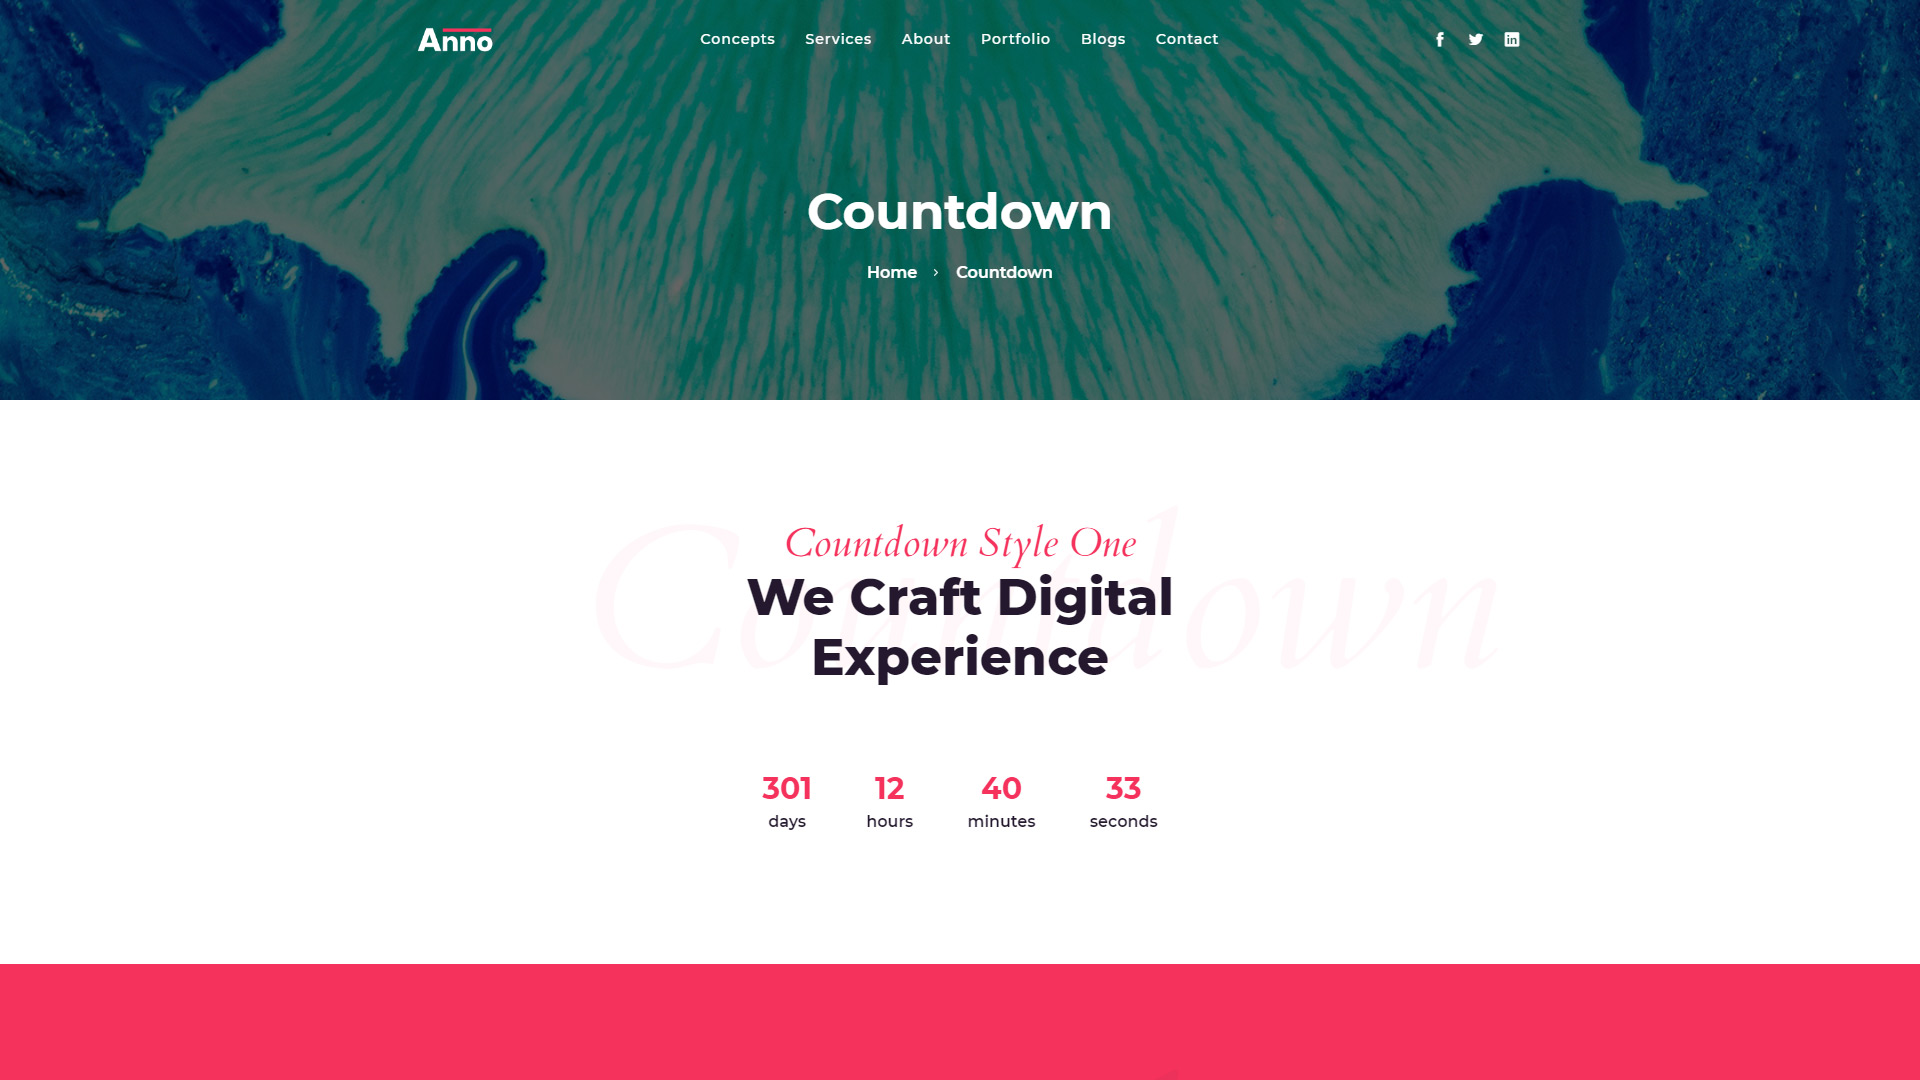 Anno
Concepts Services About Portfolio Blogs Contact
Countdown
Home › Countdown
Countdown
Countdown Style One
We Craft Digital
Experience
301 12 40 33
days hours minutes seconds